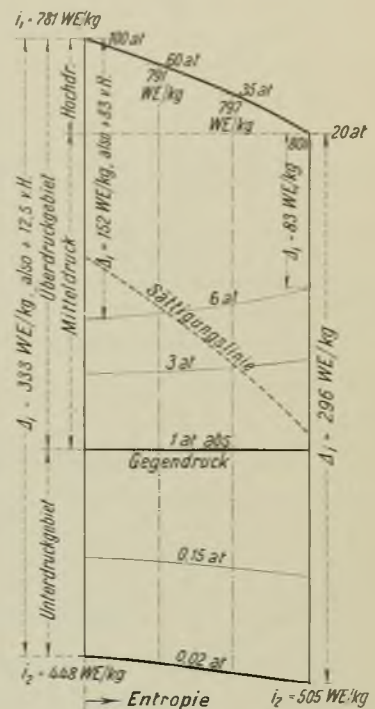 i₁ = 781 WE/kg
100 at
60 at
791
WE/kg
35 at
797
WE/kg
801
20 at
Hochdr.
Überdruckgebiet
Mitteldruck
Δᵢ = 333 WE/kg, also + 12,5 v.H.
Δᵢ = 152 WE/kg, also +83 v.H.
Δᵢ = 83 WE/kg
Δᵢ = 296 WE/kg
6 at
Sättigungslinie
3 at
1 at abs
Gegendruck
Unterdruckgebiet
0,15 at
0,02 at
i₂ = 448 WE/kg
i₂ = 505 WE/kg
Entropie